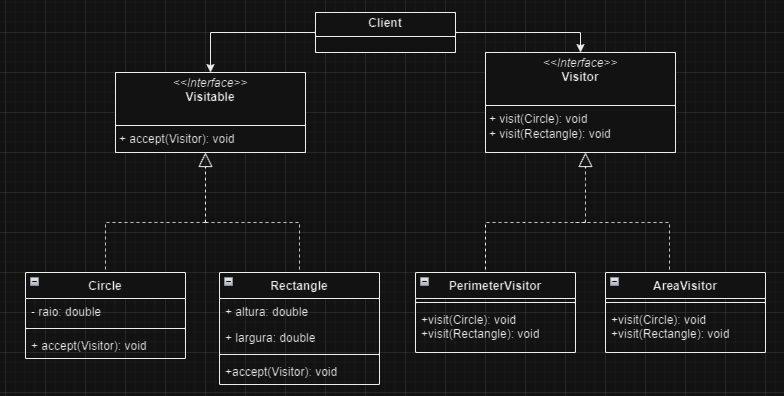 Client
<<Interface>>
Visitable
+ accept(Visitor): void
<<Interface>>
Visitor
+ visit(Circle): void
+ visit(Rectangle): void
Circle
- raio: double
+ accept(Visitor): void
Rectangle
+ altura: double
+ largura: double
+accept(Visitor): void
PerimeterVisitor
+visit(Circle): void
+visit(Rectangle): void
AreaVisitor
+visit(Circle): void
+visit(Rectangle): void